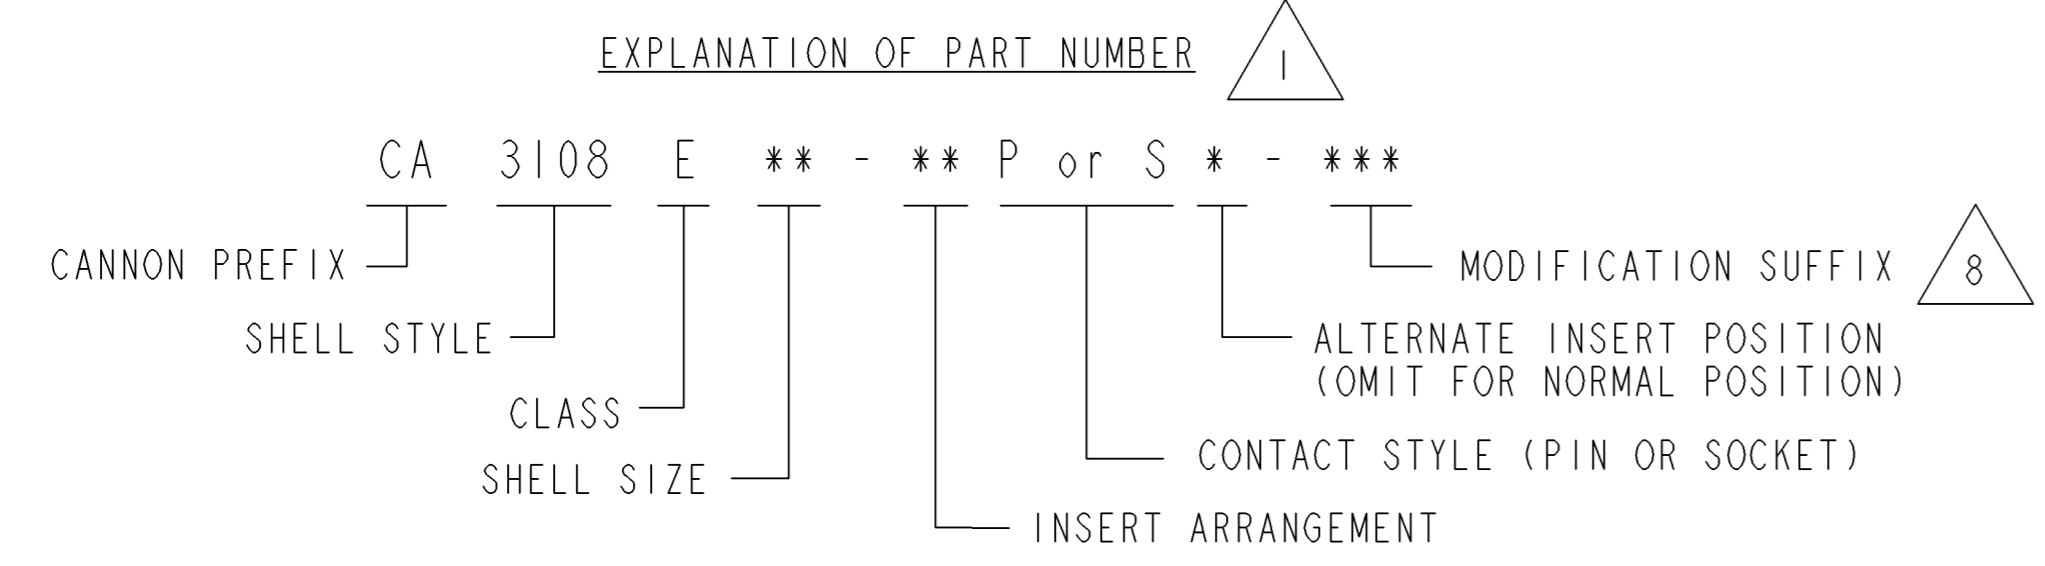 EXPLANATION OF PART NUMBER 1
CA 3108 E ** - ** P or S * - ***
CANNON PREFIX
MODIFICATION SUFFIX 8
SHELL STYLE
ALTERNATE INSERT POSITION
(OMIT FOR NORMAL POSITION)
CLASS
CONTACT STYLE (PIN OR SOCKET)
SHELL SIZE
INSERT ARRANGEMENT